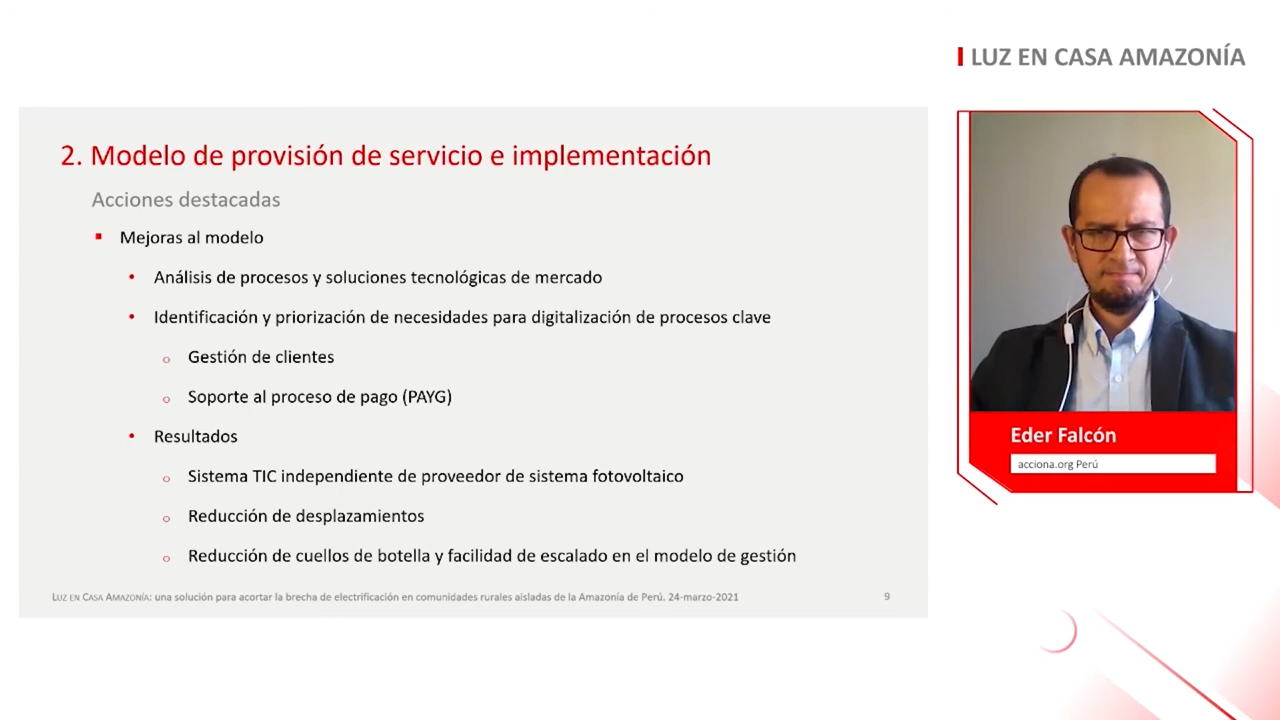 LUZ EN CASA AMAZONÍA
2. Modelo de provisión de servicio e implementación
Acciones destacadas
Mejoras al modelo
Análisis de procesos y soluciones tecnológicas de mercado
Identificación y priorización de necesidades para digitalización de procesos clave
Gestión de clientes
Soporte al proceso de pago (PAYG)
Resultados
Sistema TIC independiente de proveedor de sistema fotovoltaico
Reducción de desplazamientos
Reducción de cuellos de botella y facilidad de escalado en el modelo de gestión
LUZ EN CASA AMAZONÍA: una solución para acortar la brecha de electrificación en comunidades rurales aisladas de la Amazonía de Perú. 24-marzo-2021
9
Eder Falcón
acciona.org Perú